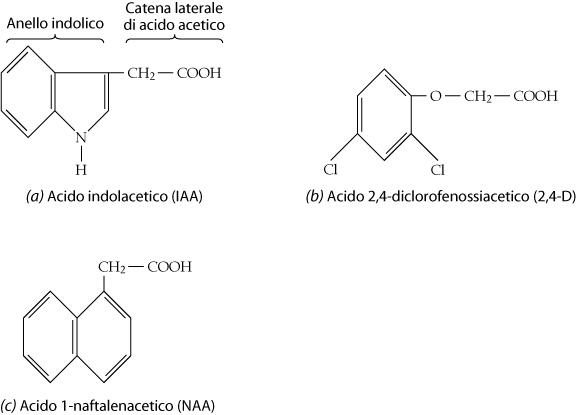 Anello indolico
Catena laterale
di acido acetico
CH2 — COOH
N
H
(a) Acido indolacetico (IAA)
O — CH2 — COOH
Cl
Cl
(b) Acido 2,4-diclorofenossiacetico (2,4-D)
CH2 — COOH
(c) Acido 1-naftalenacetico (NAA)